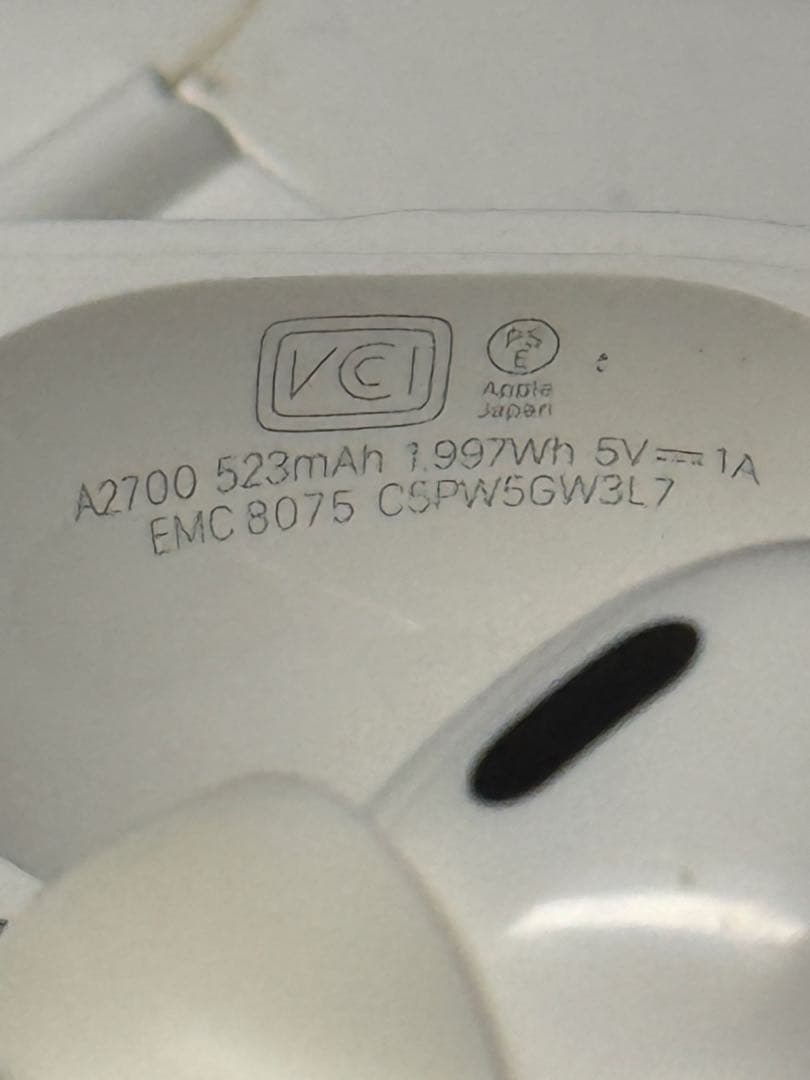 VCI
PS
E
Apple
Japan
A2700 523mAh 1.997Wh 5V⎓1A
EMC 8075 C5PW5GW3L7